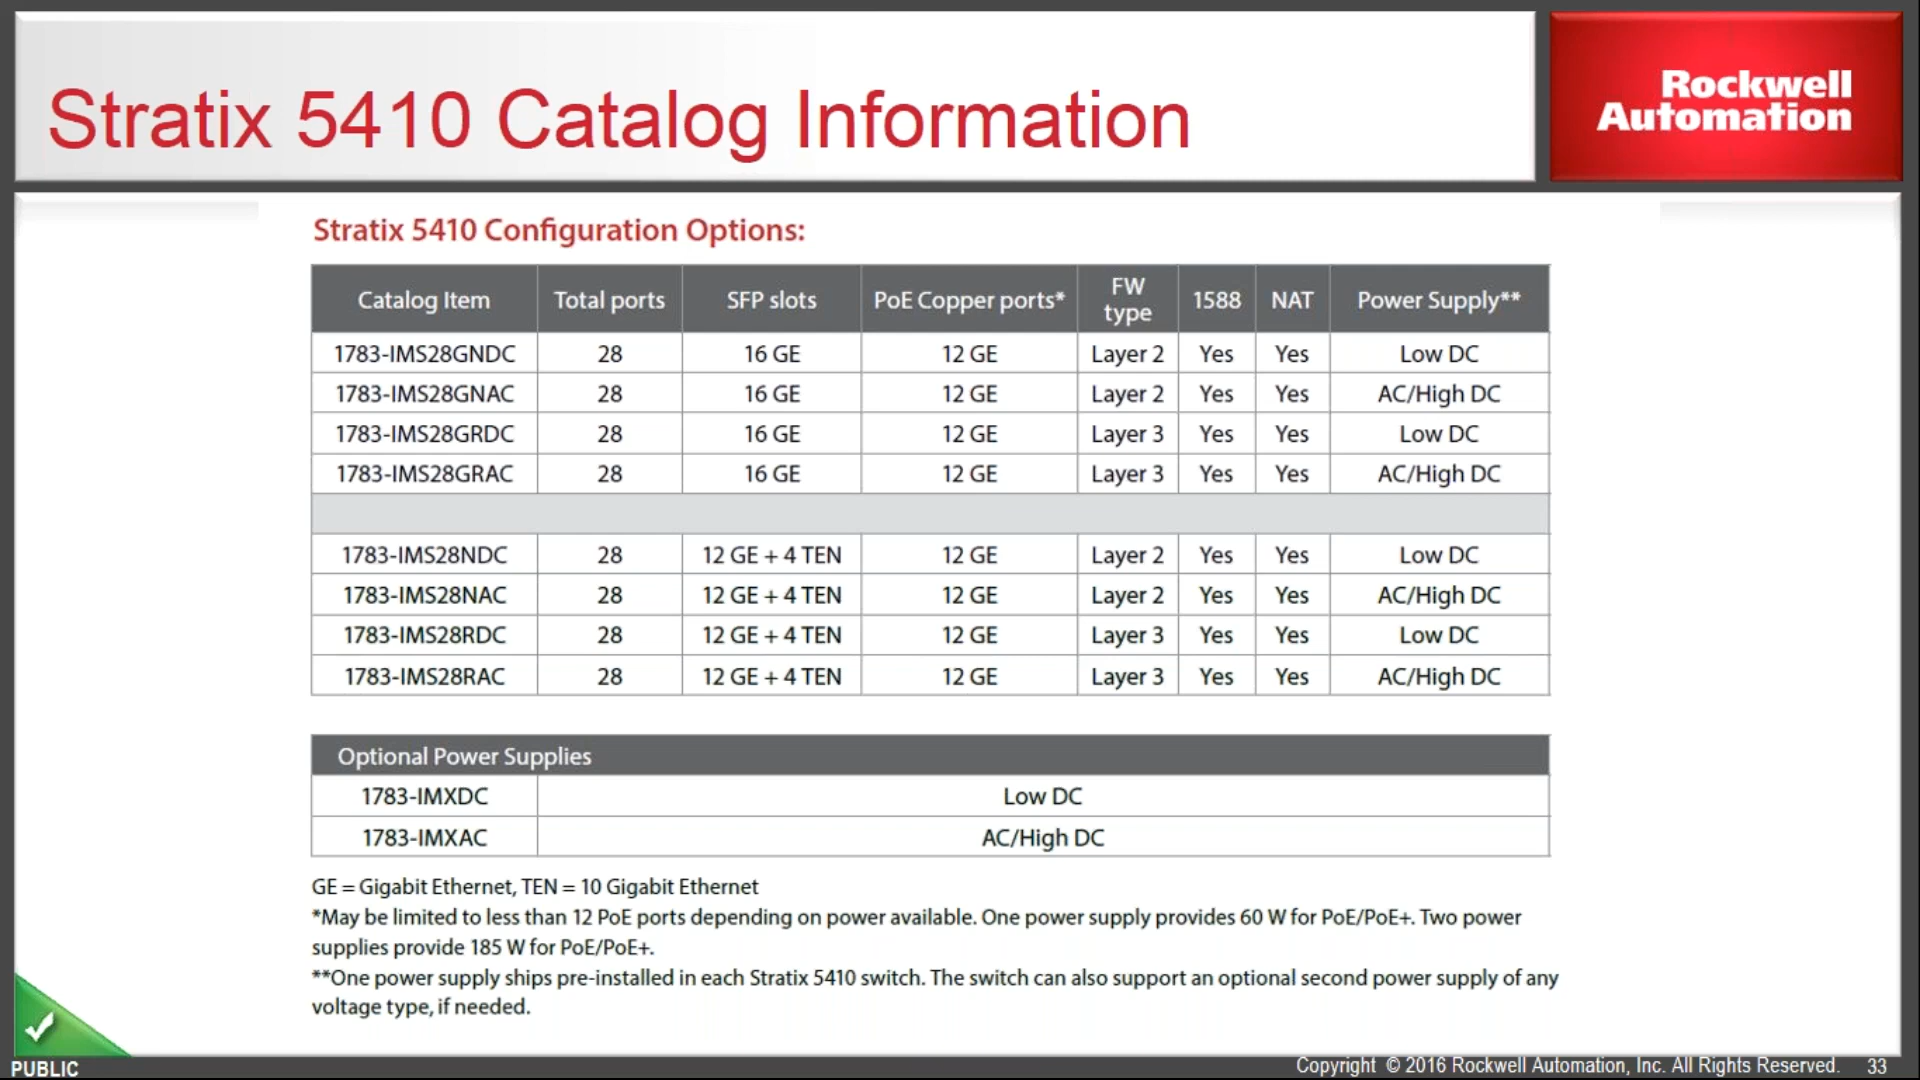 Stratix 5410 Catalog Information
Rockwell
Automation
Stratix 5410 Configuration Options:
Catalog Item Total ports SFP slots PoE Copper ports* FW type 1588 NAT Power Supply**
1783-IMS28GNDC 28 16 GE 12 GE Layer 2 Yes Yes Low DC
1783-IMS28GNAC 28 16 GE 12 GE Layer 2 Yes Yes AC/High DC
1783-IMS28GRDC 28 16 GE 12 GE Layer 3 Yes Yes Low DC
1783-IMS28GRAC 28 16 GE 12 GE Layer 3 Yes Yes AC/High DC
1783-IMS28NDC 28 12 GE + 4 TEN 12 GE Layer 2 Yes Yes Low DC
1783-IMS28NAC 28 12 GE + 4 TEN 12 GE Layer 2 Yes Yes AC/High DC
1783-IMS28RDC 28 12 GE + 4 TEN 12 GE Layer 3 Yes Yes Low DC
1783-IMS28RAC 28 12 GE + 4 TEN 12 GE Layer 3 Yes Yes AC/High DC
Optional Power Supplies
1783-IMXDC Low DC
1783-IMXAC AC/High DC
GE = Gigabit Ethernet, TEN = 10 Gigabit Ethernet
*May be limited to less than 12 PoE ports depending on power available. One power supply provides 60 W for PoE/PoE+. Two power
supplies provide 185 W for PoE/PoE+.
**One power supply ships pre-installed in each Stratix 5410 switch. The switch can also support an optional second power supply of any
voltage type, if needed.
PUBLIC
Copyright © 2016 Rockwell Automation, Inc. All Rights Reserved. 33